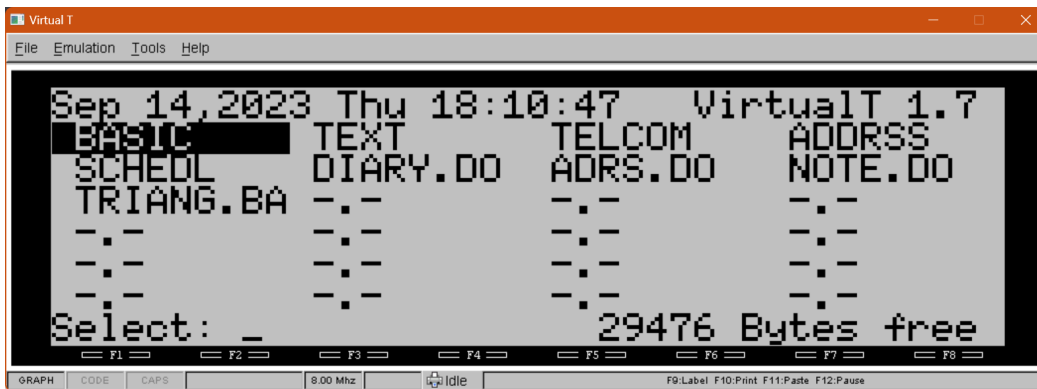 Virtual T
File Emulation Tools Help
Sep 14,2023 Thu 18:10:47 VirtualT 1.7
BASIC TEXT TELCOM ADDRSS
SCHEDL DIARY.DO ADRS.DO NOTE.DO
TRIANG.BA -.- -.- -.-
-.- -.- -.- -.-
-.- -.- -.- -.-
-.- -.- -.- -.-
Select: _ 29476 Bytes free
F1 F2 F3 F4 F5 F6 F7 F8
GRAPH CODE CAPS 8.00 Mhz Idle F9:Label F10:Print F11:Paste F12:Pause